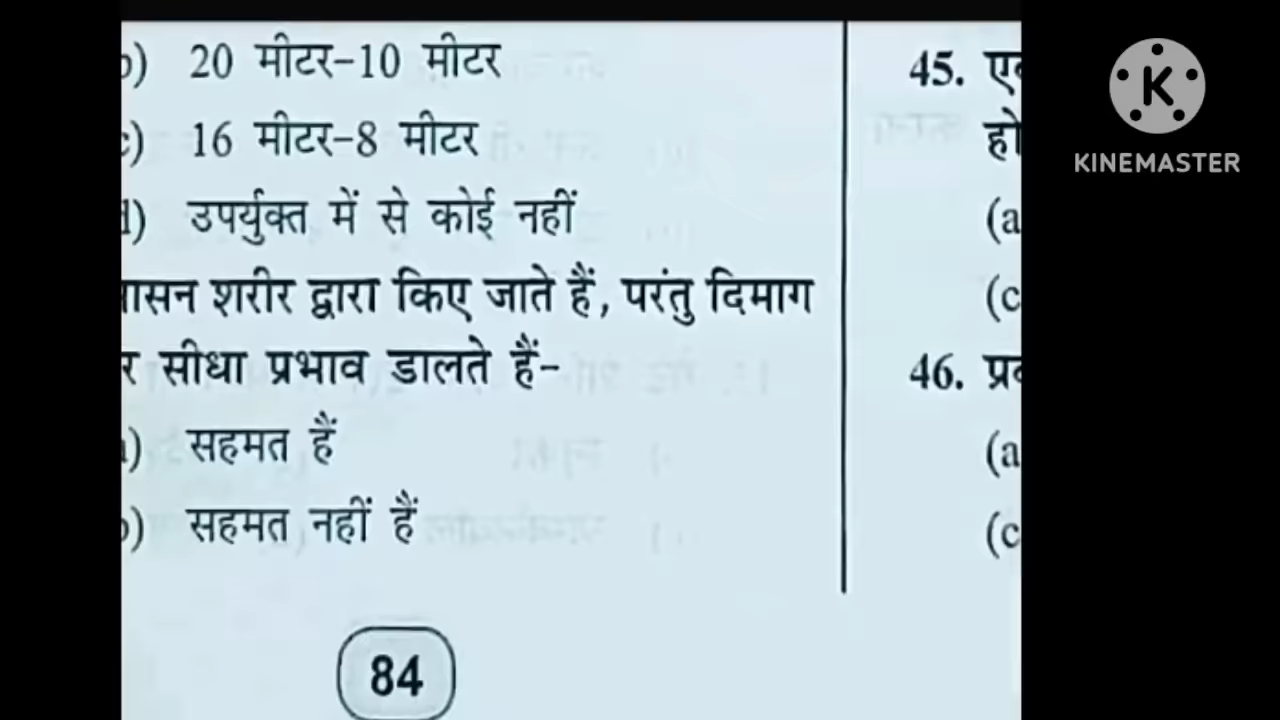 20 मीटर-10 मीटर
16 मीटर-8 मीटर
उपर्युक्त में से कोई नहीं
शरीर द्वारा किए जाते हैं, परंतु दिमाग
सीधा प्रभाव डालते हैं-
सहमत हैं
सहमत नहीं हैं
84
45.
हो
(a
(c
46.
(a
(c
KINEMASTER